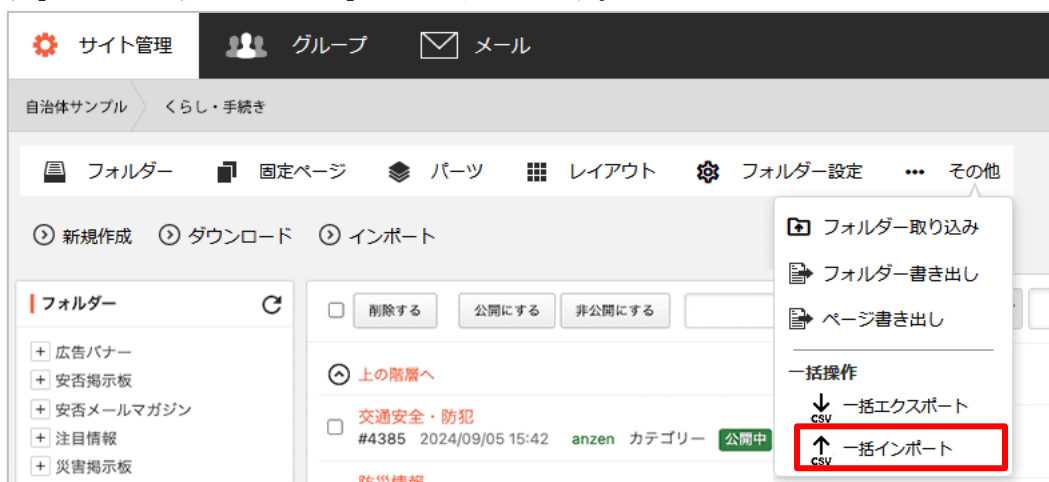 サイト管理 グループ メール
自治体サンプル くらし・手続き
フォルダー 固定ページ パーツ レイアウト フォルダー設定 ••• その他
新規作成 ダウンロード インポート
フォルダー取り込み
フォルダー書き出し
ページ書き出し
一括操作
CSV 一括エクスポート
CSV 一括インポート
フォルダー
+ 広告バナー
+ 安否掲示板
+ 安否メールマガジン
+ 注目情報
+ 災害掲示板
削除する 公開にする 非公開にする
上の階層へ
交通安全・防犯
#4385 2024/09/05 15:42 anzen カテゴリー 公開中
防災情報